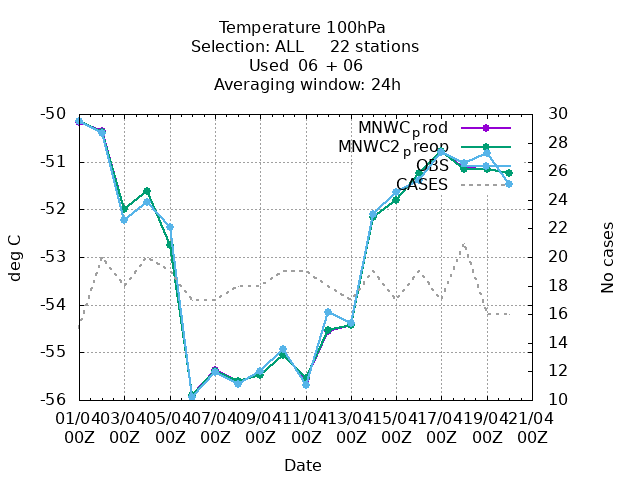 Temperature 100hPa
Selection: ALL 22 stations
Used 06 + 06
Averaging window: 24h
-50
-51
-52
-53
-54
-55
-56
30
28
26
24
22
20
18
16
14
12
10
MNWCprod
MNWC2preop
OBS
CASES
deg C
No cases
01/04 03/04 05/04 07/04 09/04 11/04 13/04 15/04 17/04 19/04 21/04
00Z 00Z 00Z 00Z 00Z 00Z 00Z 00Z 00Z 00Z 00Z
Date